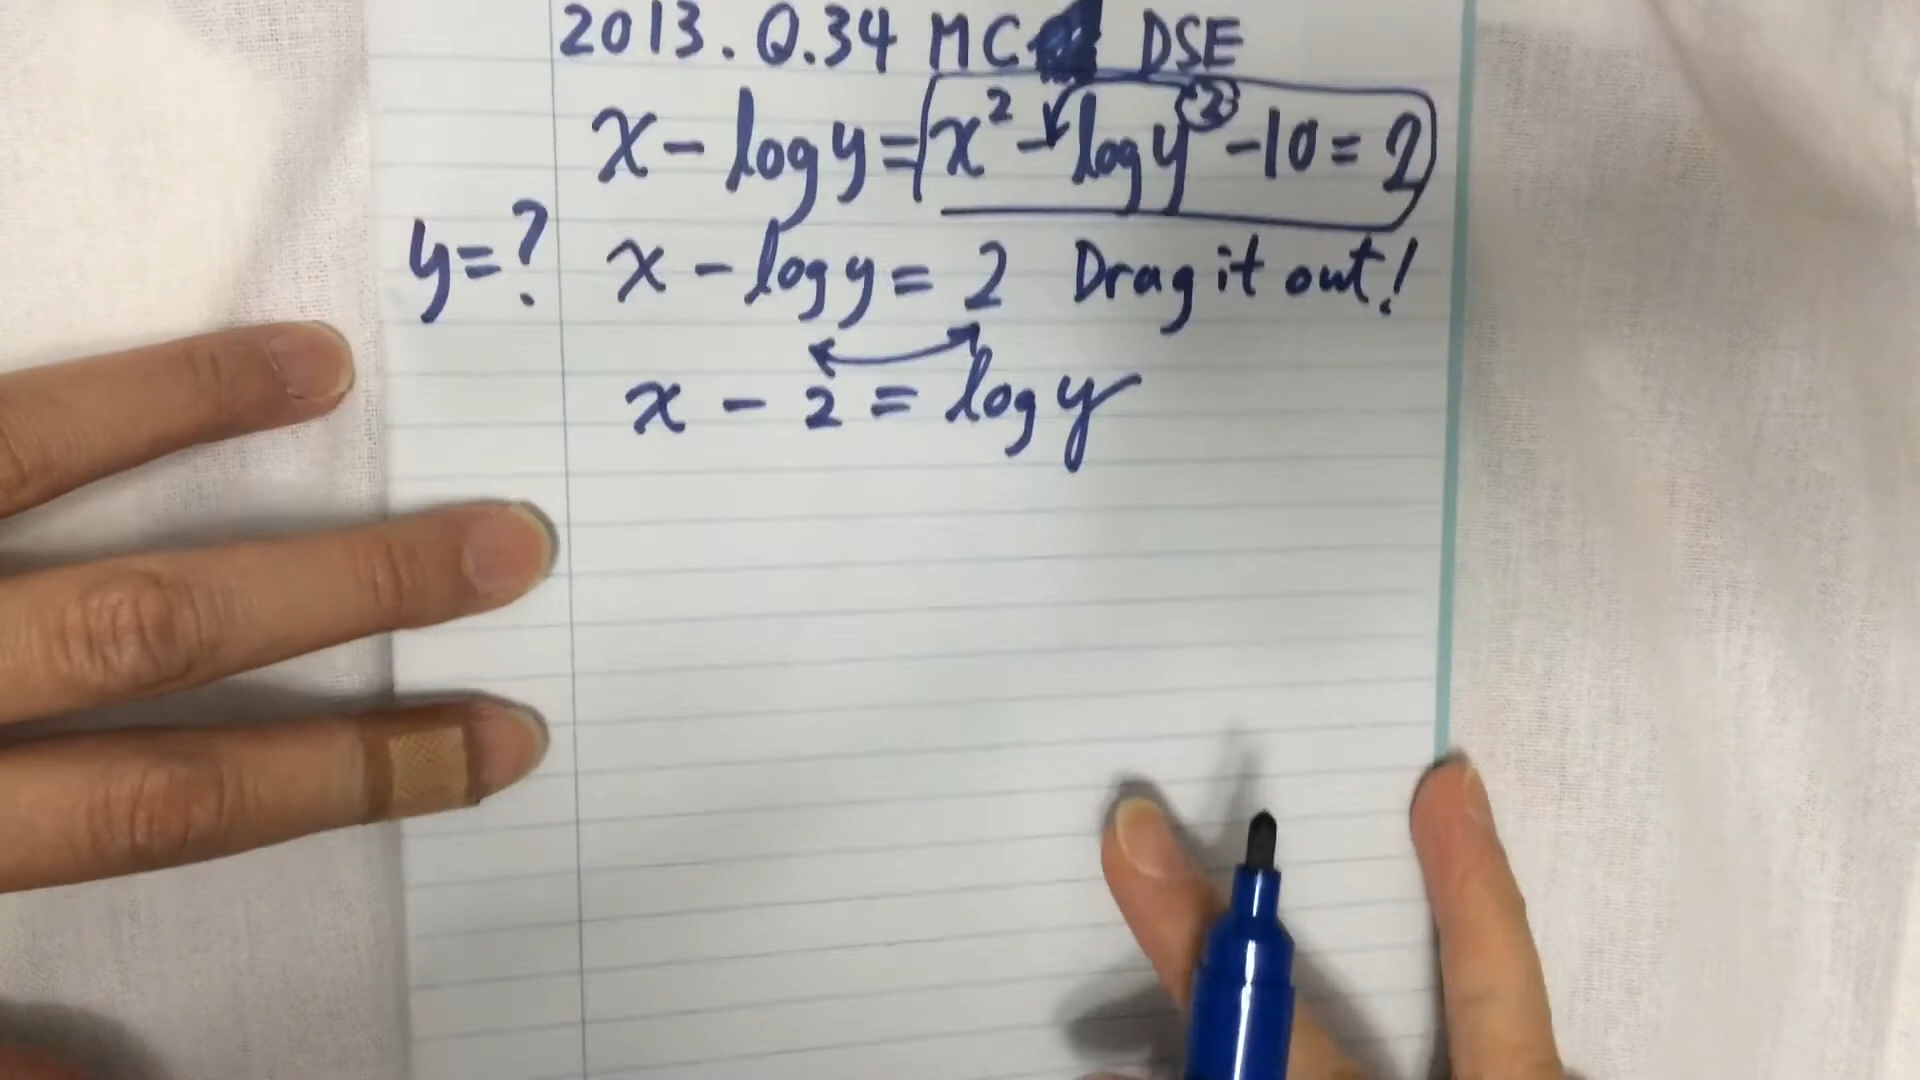 2013. Q.34 MC DSE
x - log y = x² - log y² - 10 = 2
y = ? x - log y = 2 Drag it out!
x - 2 = log y